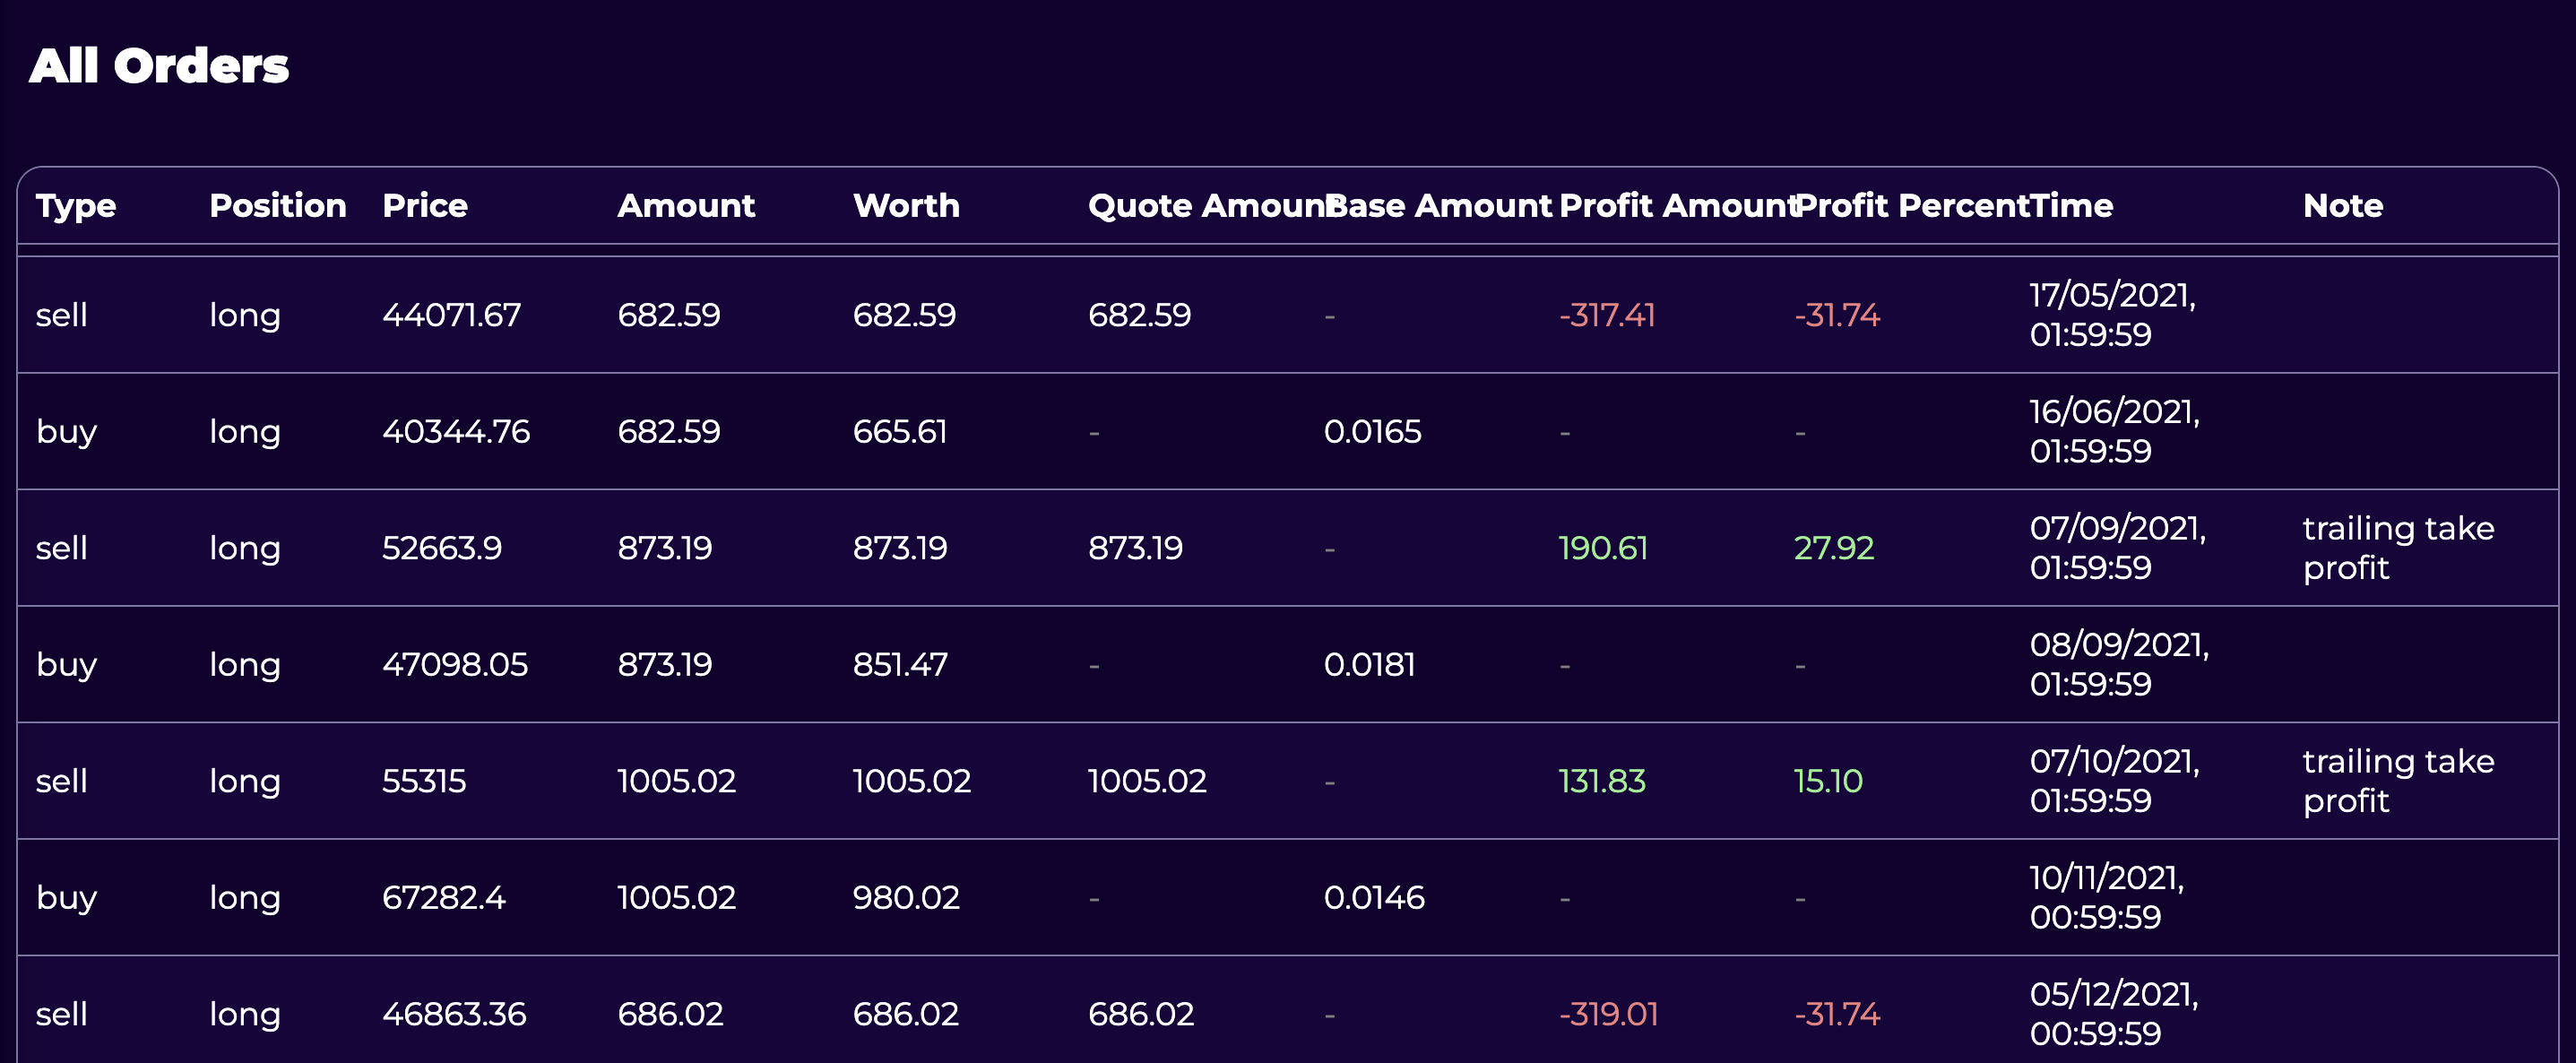 All Orders
Type Position Price Amount Worth Quote Amount Base Amount Profit Amount Profit Percent Time Note
sell long 44071.67 682.59 682.59 682.59 - -317.41 -31.74 17/05/2021, 01:59:59
buy long 40344.76 682.59 665.61 - 0.0165 - - 16/06/2021, 01:59:59
sell long 52663.9 873.19 873.19 873.19 - 190.61 27.92 07/09/2021, 01:59:59 trailing take profit
buy long 47098.05 873.19 851.47 - 0.0181 - - 08/09/2021, 01:59:59
sell long 55315 1005.02 1005.02 1005.02 - 131.83 15.10 07/10/2021, 01:59:59 trailing take profit
buy long 67282.4 1005.02 980.02 - 0.0146 - - 10/11/2021, 00:59:59
sell long 46863.36 686.02 686.02 686.02 - -319.01 -31.74 05/12/2021, 00:59:59